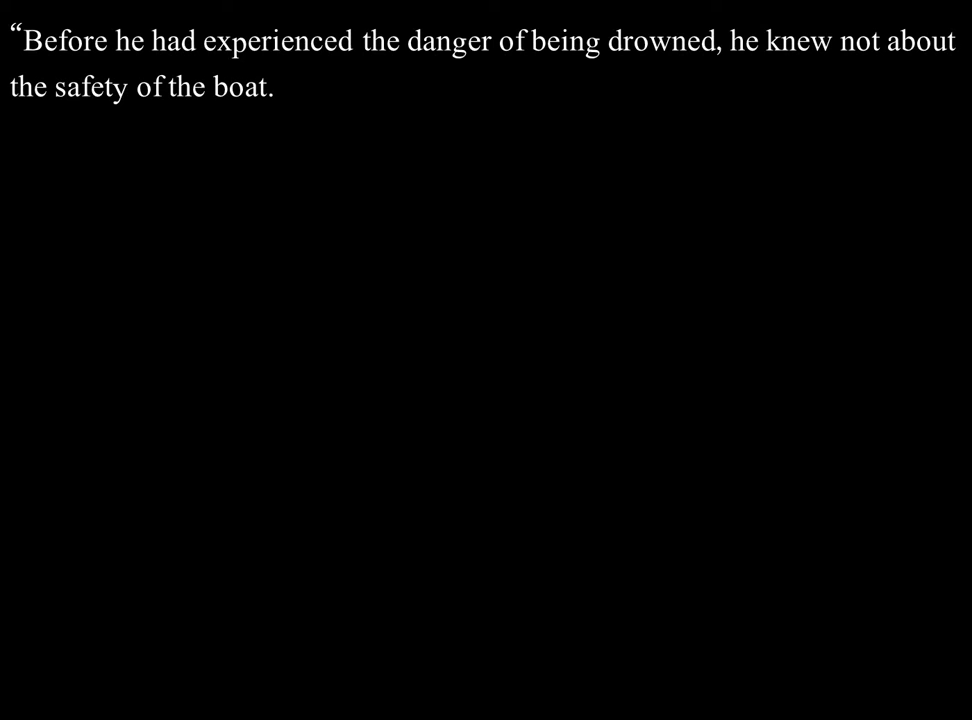 “Before he had experienced the danger of being drowned, he knew not about
the safety of the boat.